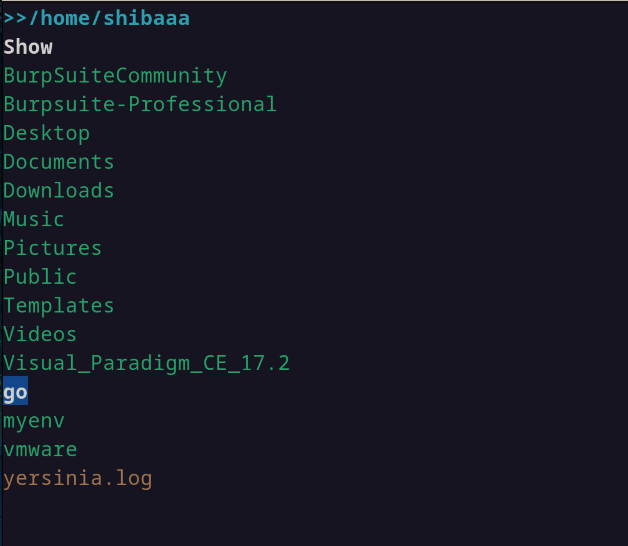 >>/home/shibaaa
Show
BurpSuiteCommunity
Burpsuite-Professional
Desktop
Documents
Downloads
Music
Pictures
Public
Templates
Videos
Visual_Paradigm_CE_17.2
go
myenv
vmware
yersinia.log